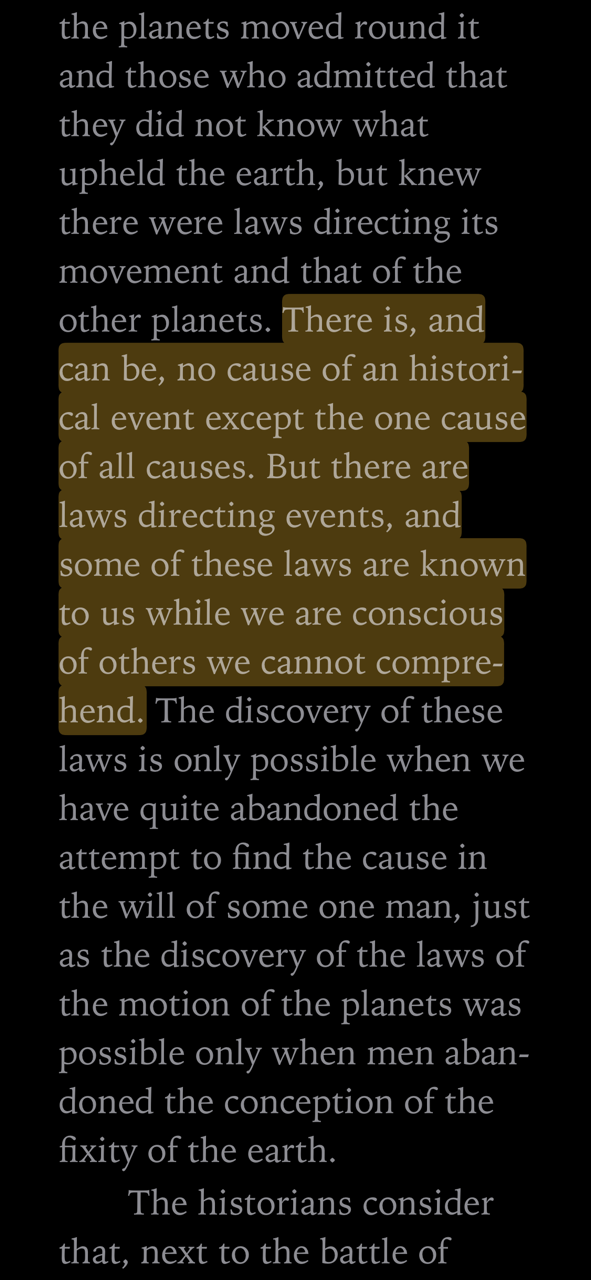 the planets moved round it
and those who admitted that
they did not know what
upheld the earth, but knew
there were laws directing its
movement and that of the
other planets. There is, and
can be, no cause of an histori-
cal event except the one cause
of all causes. But there are
laws directing events, and
some of these laws are known
to us while we are conscious
of others we cannot compre-
hend. The discovery of these
laws is only possible when we
have quite abandoned the
attempt to find the cause in
the will of some one man, just
as the discovery of the laws of
the motion of the planets was
possible only when men aban-
doned the conception of the
fixity of the earth.
The historians consider
that, next to the battle of